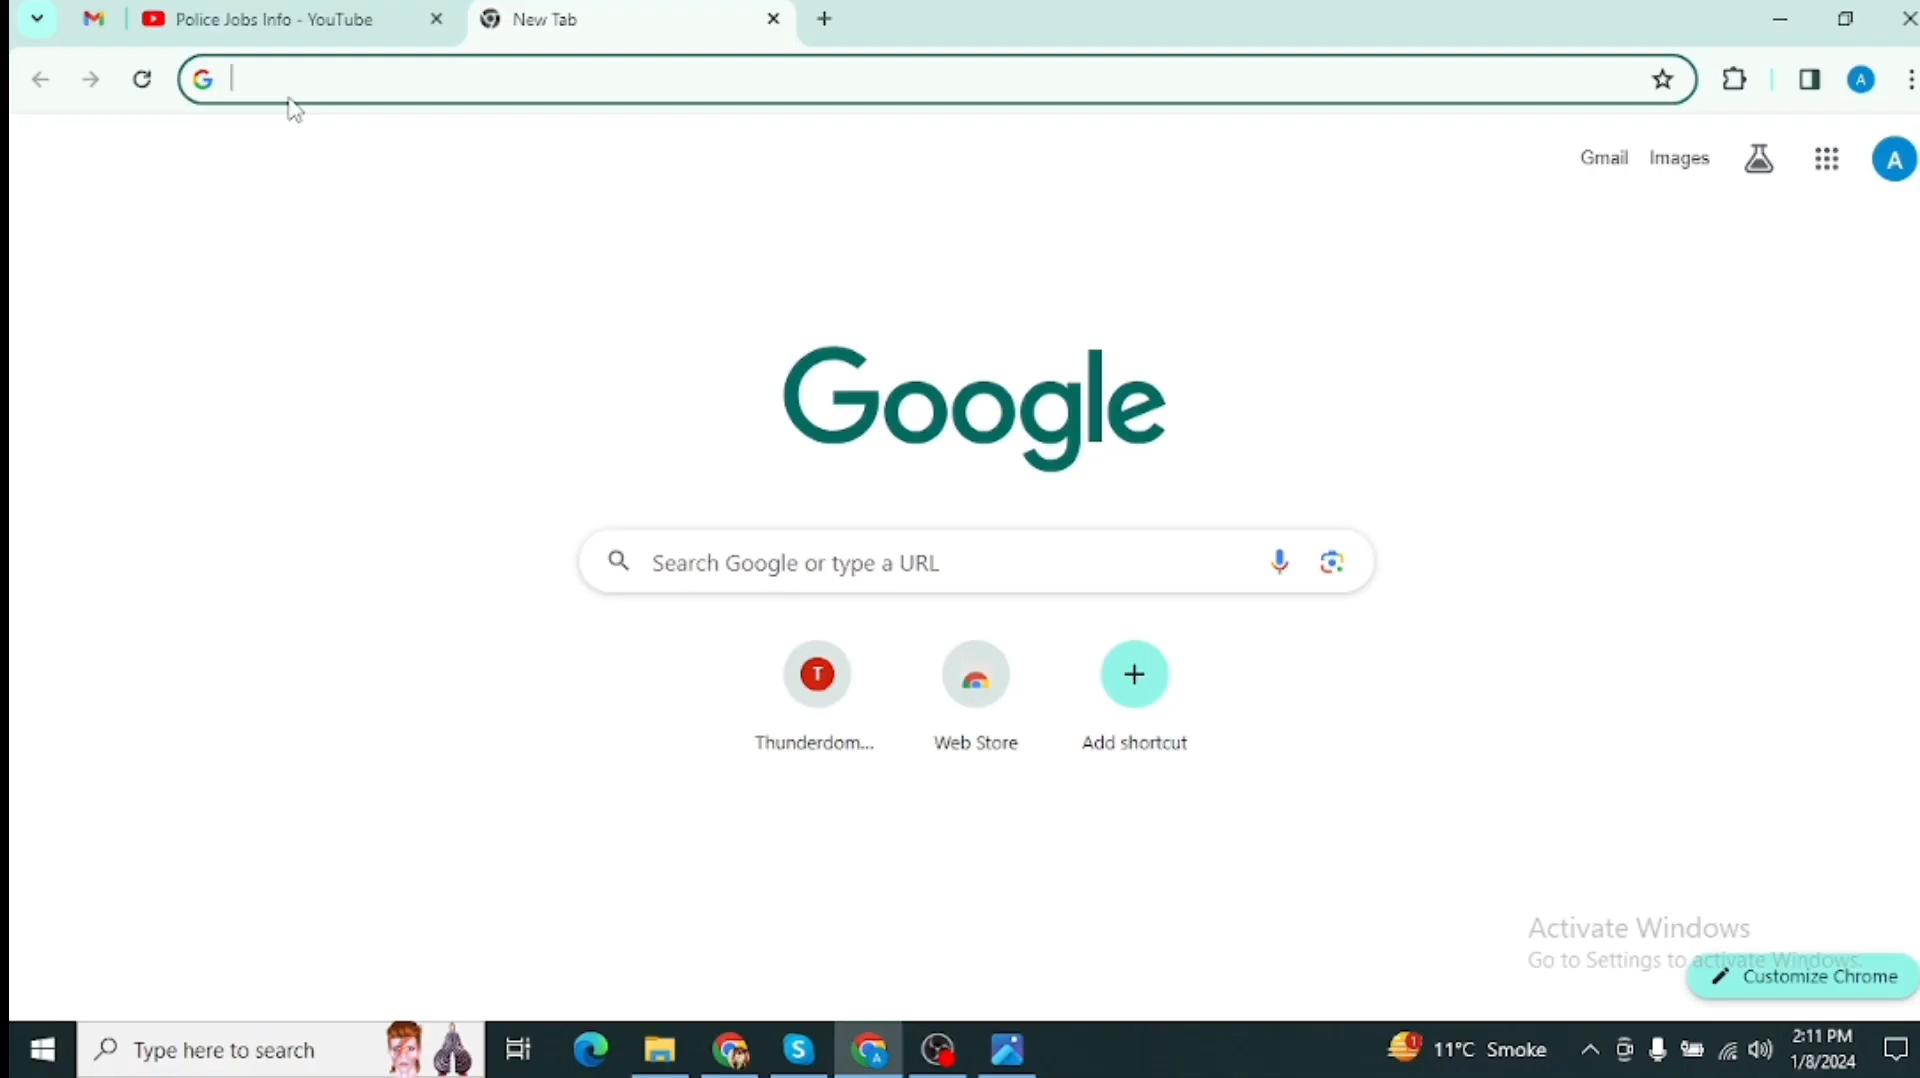 Police Jobs Info - YouTube
New Tab
A
Gmail
Images
A
Google
Search Google or type a URL
T
Thunderdom...
Web Store
Add shortcut
Activate Windows
Go to Settings to activate Windows.
Customize Chrome
Type here to search
S
A
1
11°C Smoke
2:11 PM
1/8/2024